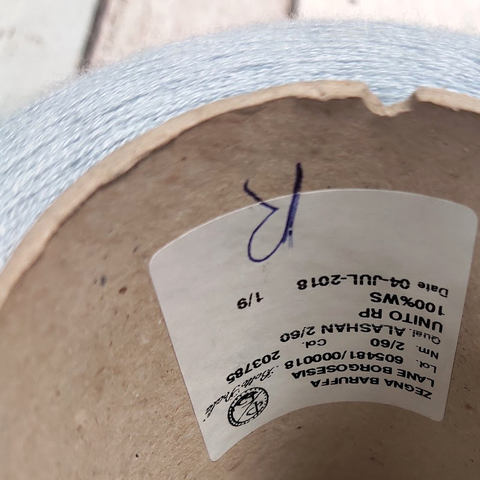 ZEGNA BARUFFA
LANE BORGOSESIA
Lot. 605481/000018 203785
Nm. 2/60 Col.
Qual. ALASHAN 2/60
UNITO RP
100%WS
Date 04-JUL-2018 1/9